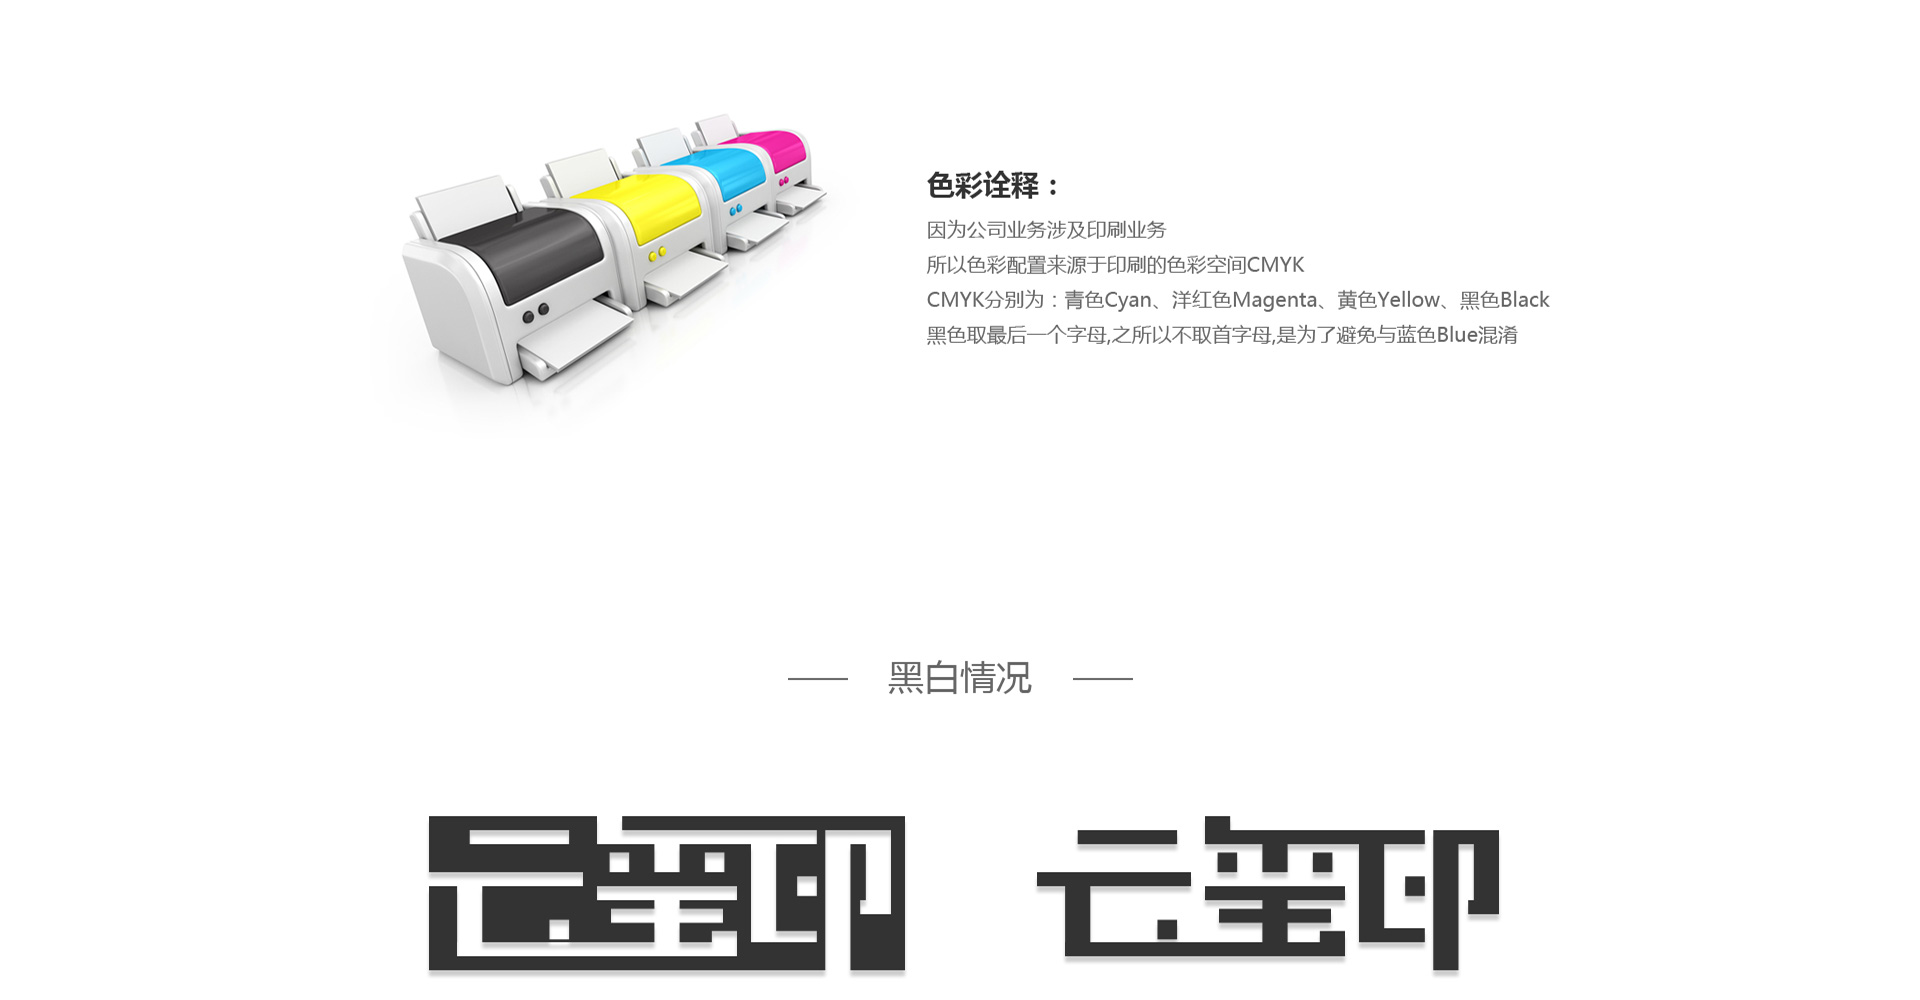 色彩诠释：
因为公司业务涉及印刷业务
所以色彩配置来源于印刷的色彩空间CMYK
CMYK分别为：青色Cyan、洋红色Magenta、黄色Yellow、黑色Black
黑色取最后一个字母,之所以不取首字母,是为了避免与蓝色Blue混淆
黑白情况
云玺印
云玺印